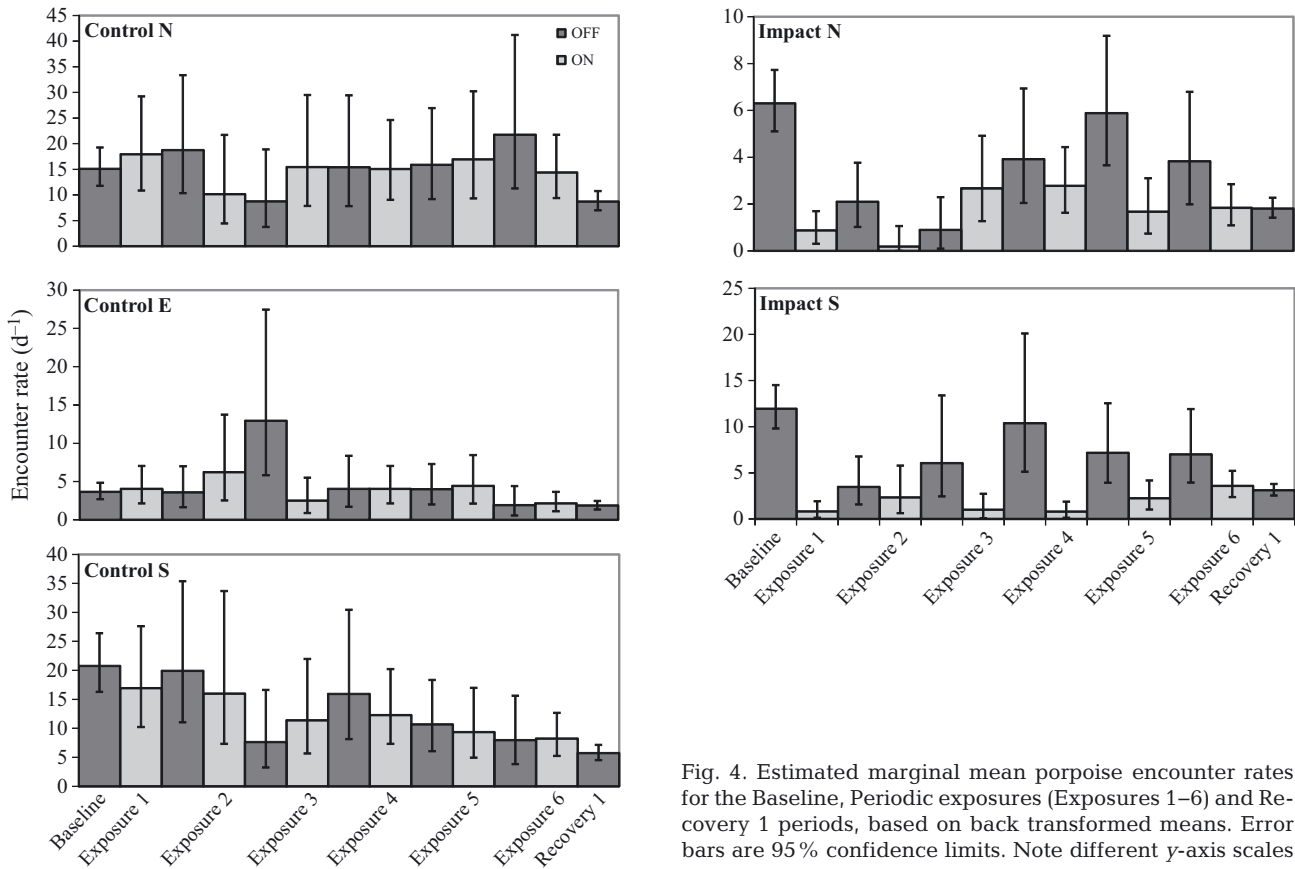 Control N
OFF
ON
45
40
35
30
25
20
15
10
5
0
Control E
30
25
20
15
10
5
0
Encounter rate (d⁻¹)
Control S
40
35
30
25
20
15
10
5
0
Baseline
Exposure 1
Exposure 2
Exposure 3
Exposure 4
Exposure 5
Exposure 6
Recovery 1
Impact N
10
8
6
4
2
0
Impact S
25
20
15
10
5
0
Baseline
Exposure 1
Exposure 2
Exposure 3
Exposure 4
Exposure 5
Exposure 6
Recovery 1
Fig. 4. Estimated marginal mean porpoise encounter rates
for the Baseline, Periodic exposures (Exposures 1–6) and Re-
covery 1 periods, based on back transformed means. Error
bars are 95% confidence limits. Note different y-axis scales